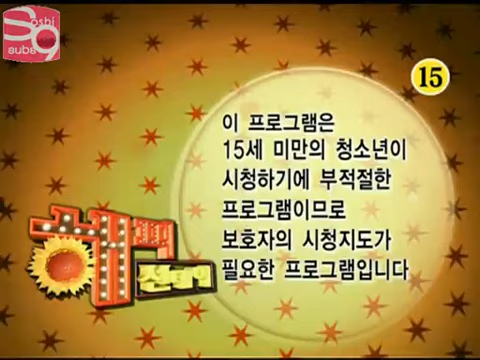 Soshi
subs
9
15
이 프로그램은
15세 미만의 청소년이
시청하기에 부적절한
프로그램이므로
보호자의 시청지도가
필요한 프로그램입니다